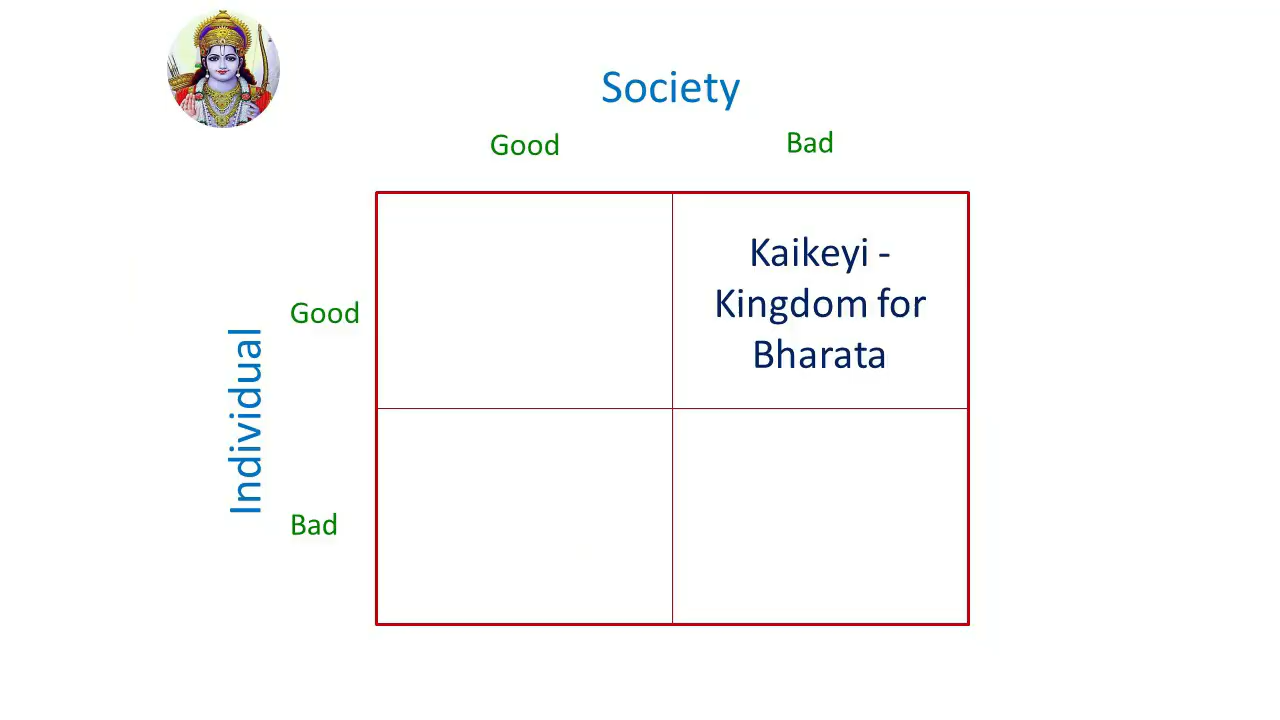 Society
Good
Bad
Kaikeyi -
Kingdom for
Bharata
Good
Individual
Bad